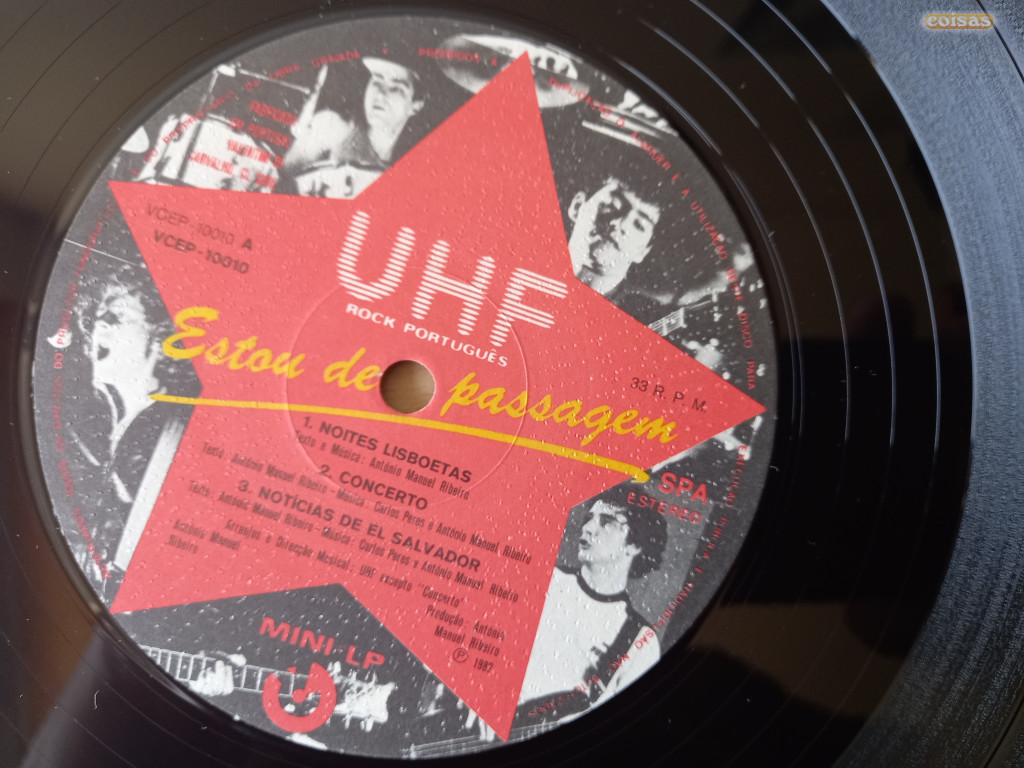 coisas
VCEP-10010 A
VCEP-10010
UHF
ROCK PORTUGUÊS
Estou de passagem
33 R. P. M.
SPA
ESTEREO
1. NOITES LISBOETAS
Texto e Música: António Manuel Ribeiro
2. CONCERTO
Texto: António Manuel Ribeiro - Música: Carlos Peres e António Manuel Ribeiro
3. NOTÍCIAS DE EL SALVADOR
Texto: António Manuel Ribeiro - Música: Carlos Peres e António Manuel Ribeiro
Arranjos e Direcção Musical: UHF excepto "Concerto"
António Manuel
Ribeiro
Produção: António
Manuel Ribeiro
℗ 1982
MINI-LP